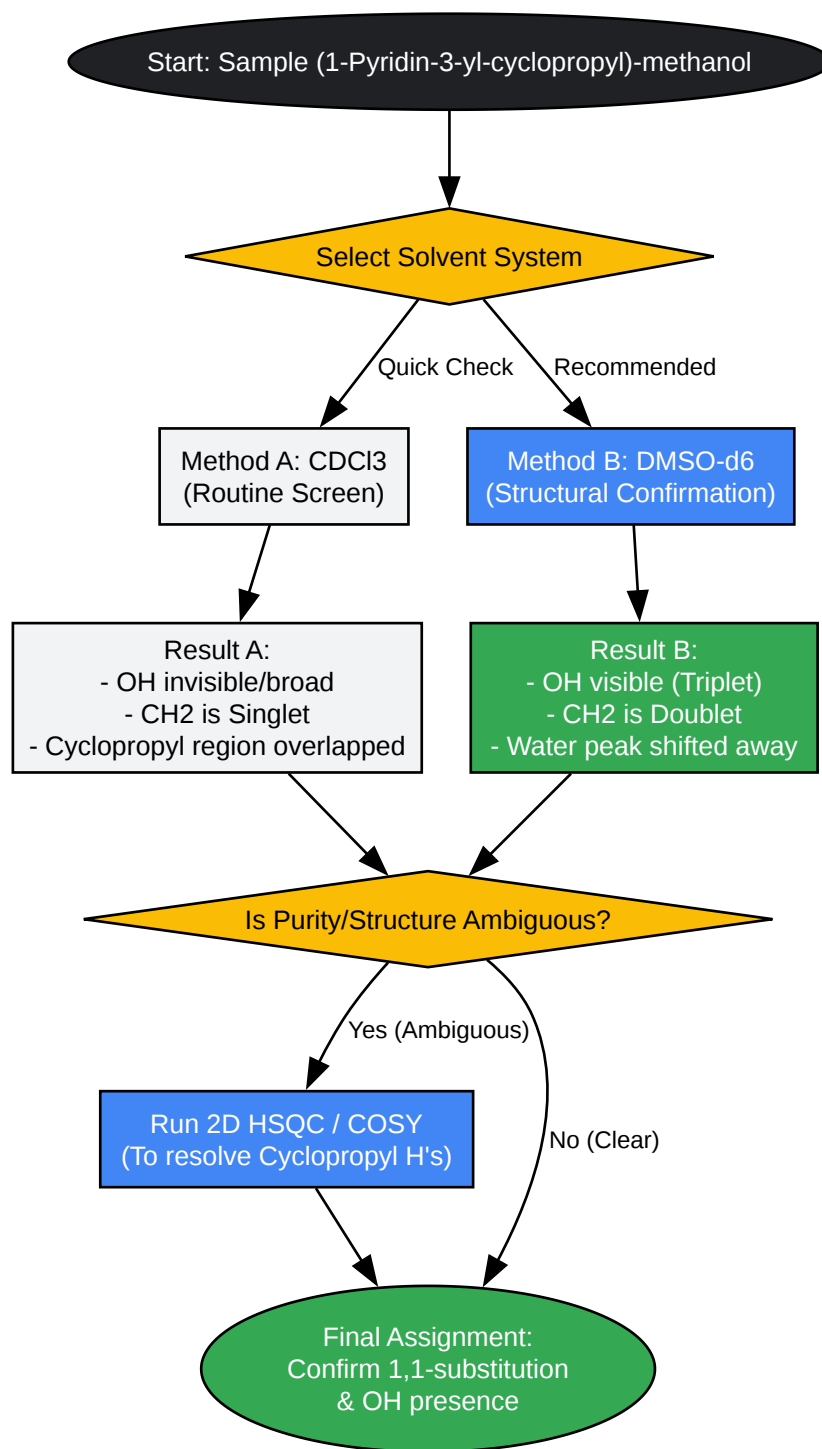 Start: Sample (1-Pyridin-3-yl-cyclopropyl)-methanol
Select Solvent System
Quick Check
Recommended
Method A: CDCl3
(Routine Screen)
Method B: DMSO-d6
(Structural Confirmation)
Result A:
- OH invisible/broad
- CH2 is Singlet
- Cyclopropyl region overlapped
Result B:
- OH visible (Triplet)
- CH2 is Doublet
- Water peak shifted away
Is Purity/Structure Ambiguous?
Yes (Ambiguous)
No (Clear)
Run 2D HSQC / COSY
(To resolve Cyclopropyl H's)
Final Assignment:
Confirm 1,1-substitution
& OH presence